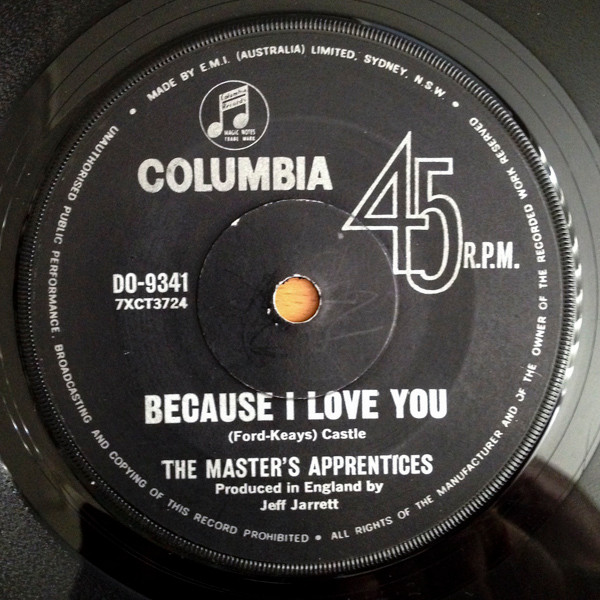 MADE BY E.M.I. (AUSTRALIA) LIMITED, SYDNEY, N.S.W.
Columbia
Records
MAGIC NOTES
TRADE MARK
COLUMBIA
45 R.P.M.
DO-9341
7XCT3724
BECAUSE I LOVE YOU
(Ford-Keays) Castle
THE MASTER'S APPRENTICES
Produced in England by
Jeff Jarrett
ALL RIGHTS OF THE MANUFACTURER AND OF THE OWNER OF THE RECORDED WORK RESERVED
UNAUTHORISED PUBLIC PERFORMANCE, BROADCASTING AND COPYING OF THIS RECORD PROHIBITED